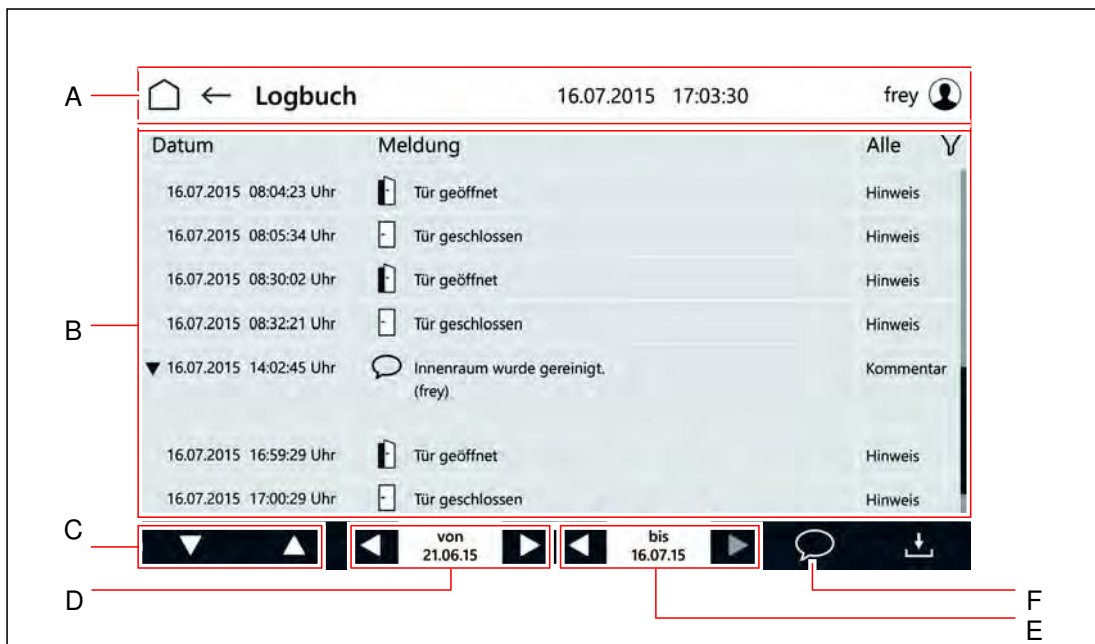 A
Logbuch 16.07.2015 17:03:30 frey
Datum Meldung Alle
16.07.2015 08:04:23 Uhr Tür geöffnet Hinweis
16.07.2015 08:05:34 Uhr Tür geschlossen Hinweis
16.07.2015 08:30:02 Uhr Tür geöffnet Hinweis
B
16.07.2015 08:32:21 Uhr Tür geschlossen Hinweis
16.07.2015 14:02:45 Uhr Innenraum wurde gereinigt. Kommentar
(frey)
16.07.2015 16:59:29 Uhr Tür geöffnet Hinweis
16.07.2015 17:00:29 Uhr Tür geschlossen Hinweis
C
von
21.06.15
bis
16.07.15
D
F
E